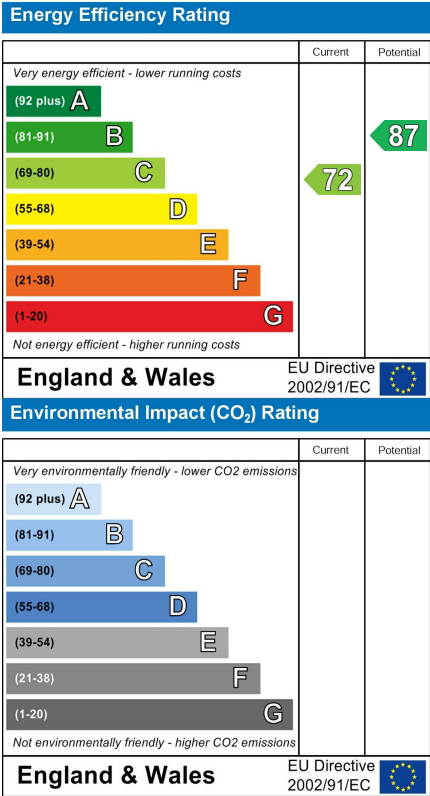 Energy Efficiency Rating
Current Potential
Very energy efficient - lower running costs
(92 plus) A
(81-91) B
87
(69-80) C
72
(55-68) D
(39-54) E
(21-38) F
(1-20) G
Not energy efficient - higher running costs
England & Wales
EU Directive
2002/91/EC
Environmental Impact (CO₂) Rating
Current Potential
Very environmentally friendly - lower CO2 emissions
(92 plus) A
(81-91) B
(69-80) C
(55-68) D
(39-54) E
(21-38) F
(1-20) G
Not environmentally friendly - higher CO2 emissions
England & Wales
EU Directive
2002/91/EC